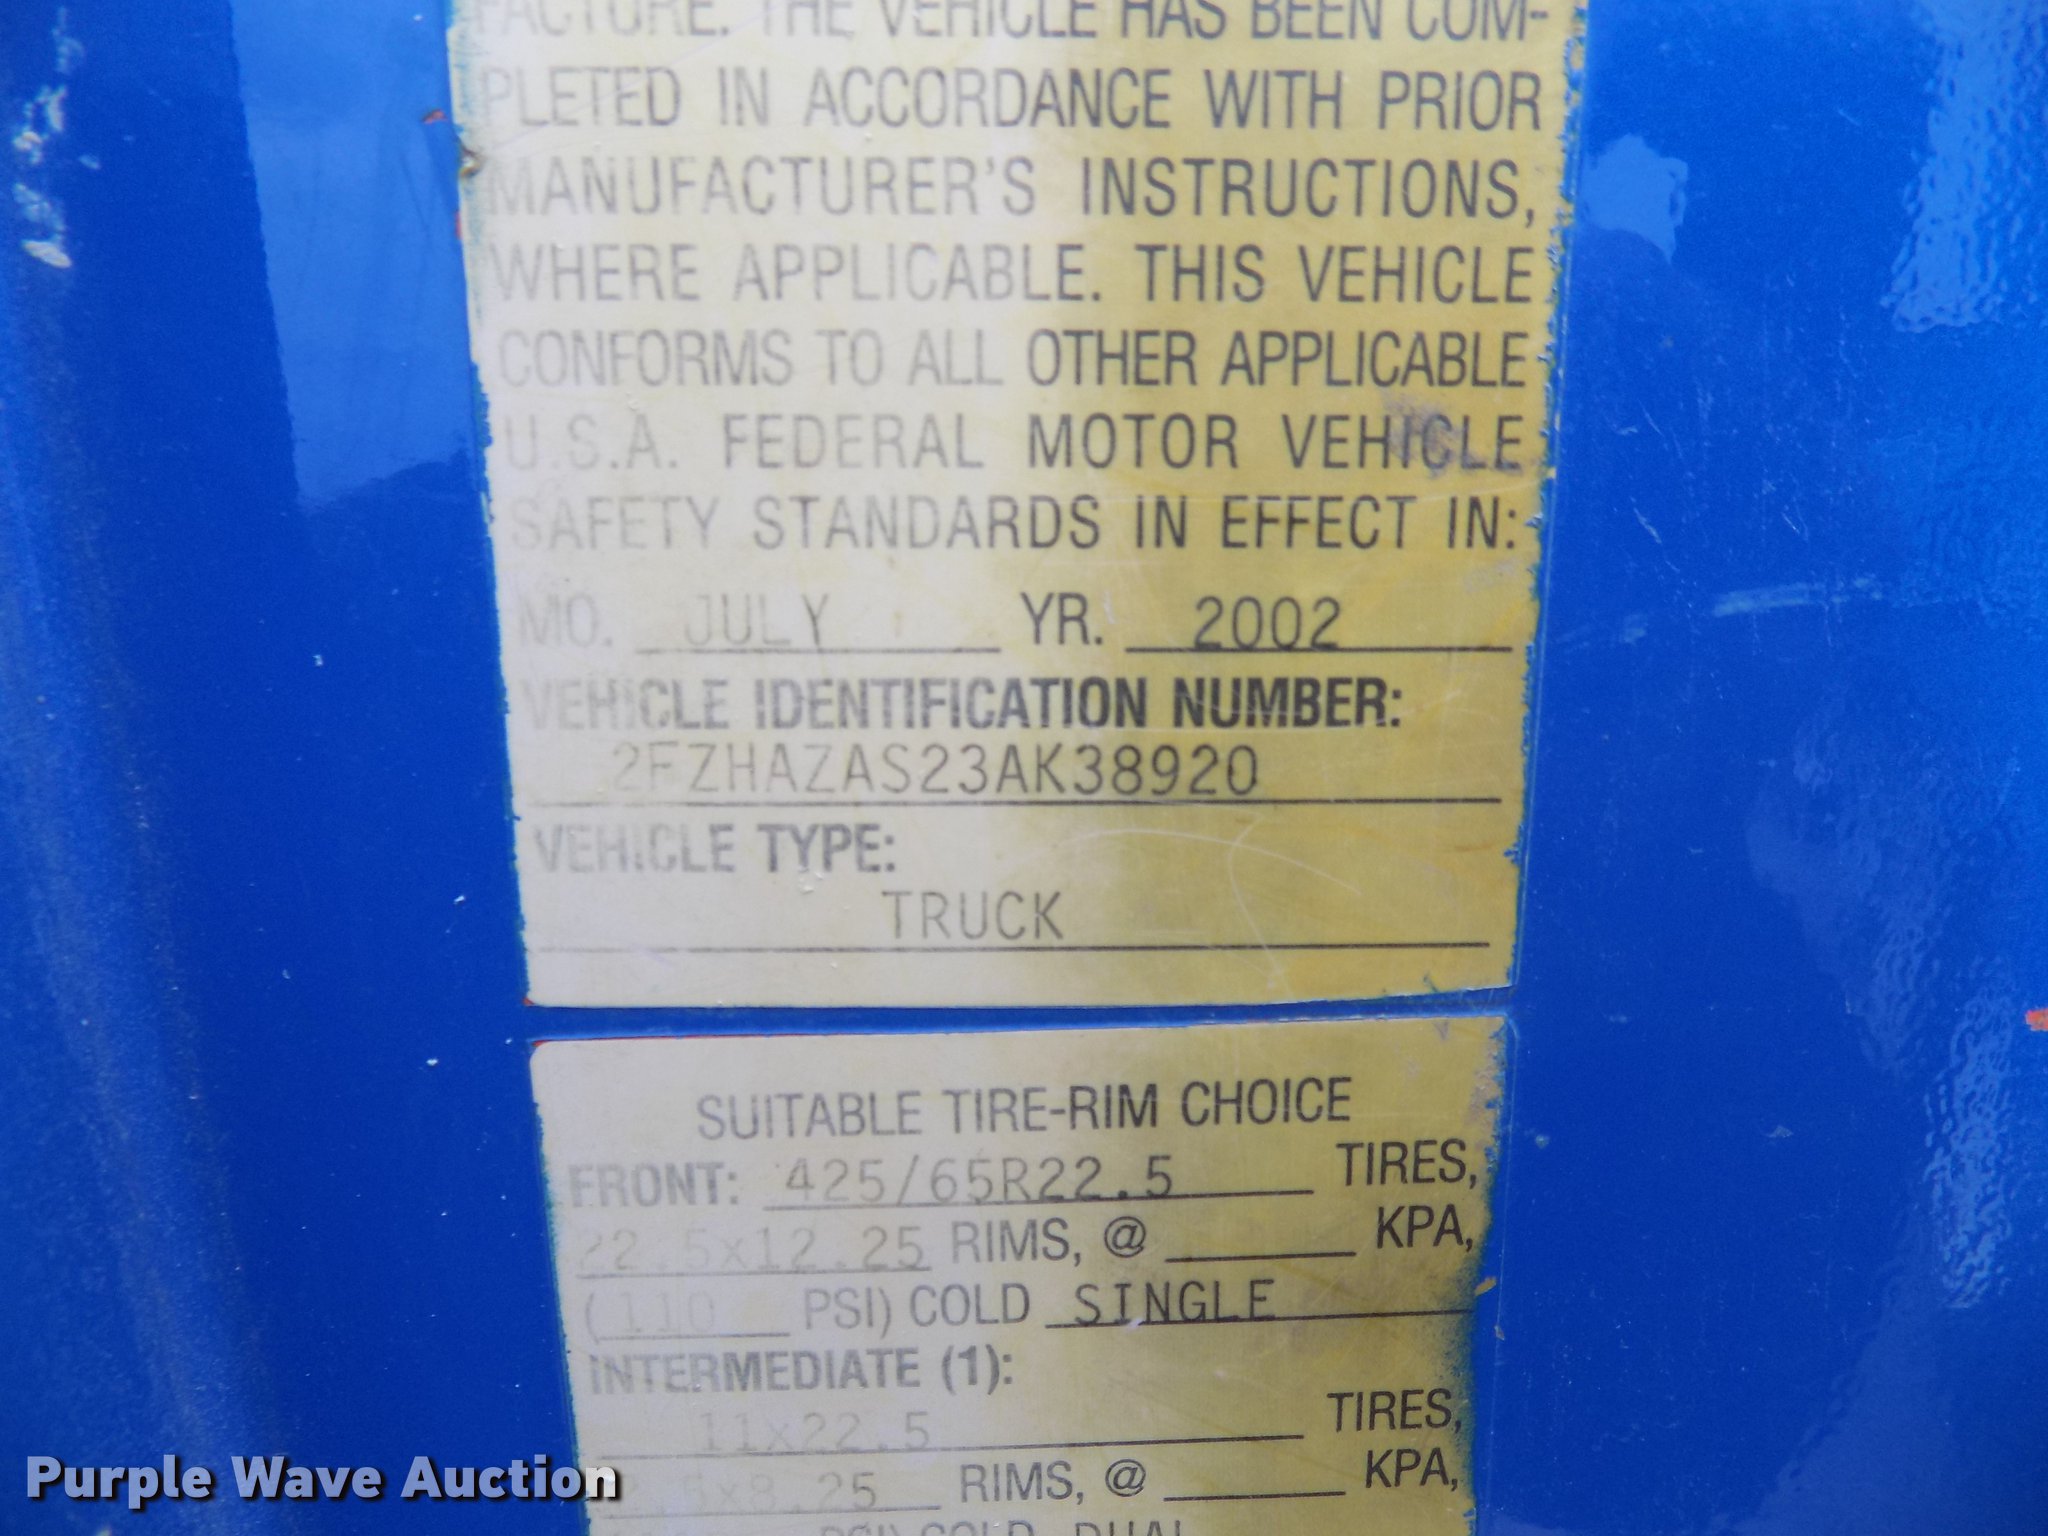 FACTURE. THE VEHICLE HAS BEEN COM-
PLETED IN ACCORDANCE WITH PRIOR
MANUFACTURER'S INSTRUCTIONS,
WHERE APPLICABLE. THIS VEHICLE
CONFORMS TO ALL OTHER APPLICABLE
U.S.A. FEDERAL MOTOR VEHICLE
SAFETY STANDARDS IN EFFECT IN:
MO. JULY YR. 2002
VEHICLE IDENTIFICATION NUMBER:
2FZHAZAS23AK38920
VEHICLE TYPE:
TRUCK
SUITABLE TIRE-RIM CHOICE
FRONT: 425/65R22.5 TIRES,
22.5x12.25 RIMS, @ KPA,
(110 PSI) COLD SINGLE
INTERMEDIATE (1):
11x22.5 TIRES,
RIMS, @ KPA,
PSI) COLD DUAL
Purple Wave Auction